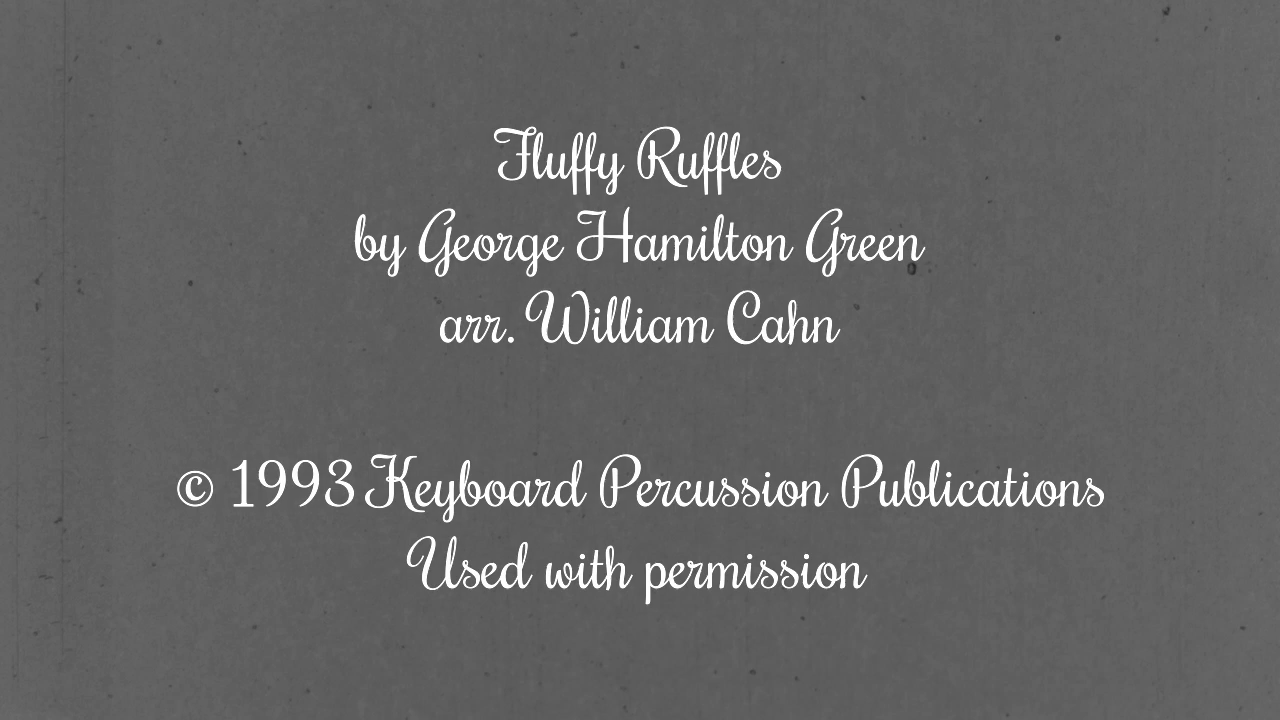 Fluffy Ruffles
by George Hamilton Green
arr. William Cahn
© 1993 Keyboard Percussion Publications
Used with permission